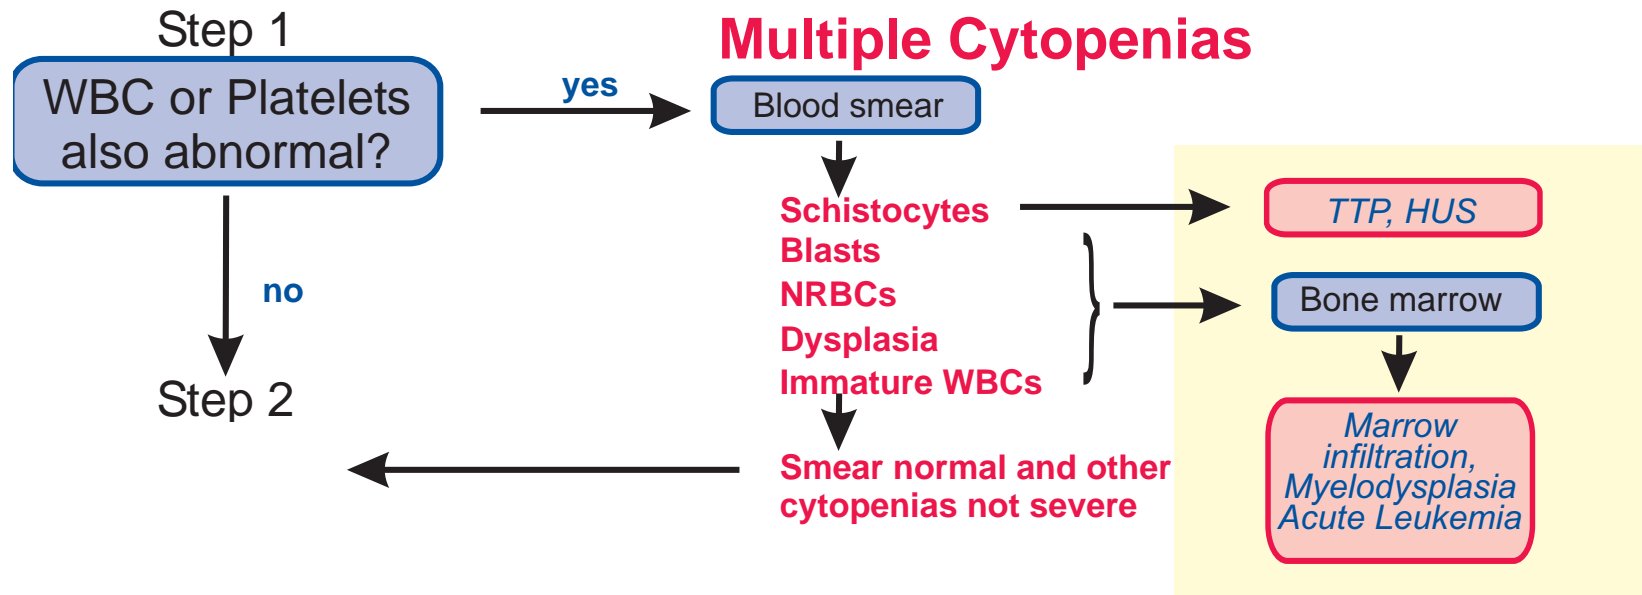 Step 1
WBC or Platelets
also abnormal?
yes
no
Step 2
Multiple Cytopenias
Blood smear
Schistocytes
Blasts
NRBCs
Dysplasia
Immature WBCs
Smear normal and other
cytopenias not severe
TTP, HUS
Bone marrow
Marrow
infiltration,
Myelodysplasia
Acute Leukemia